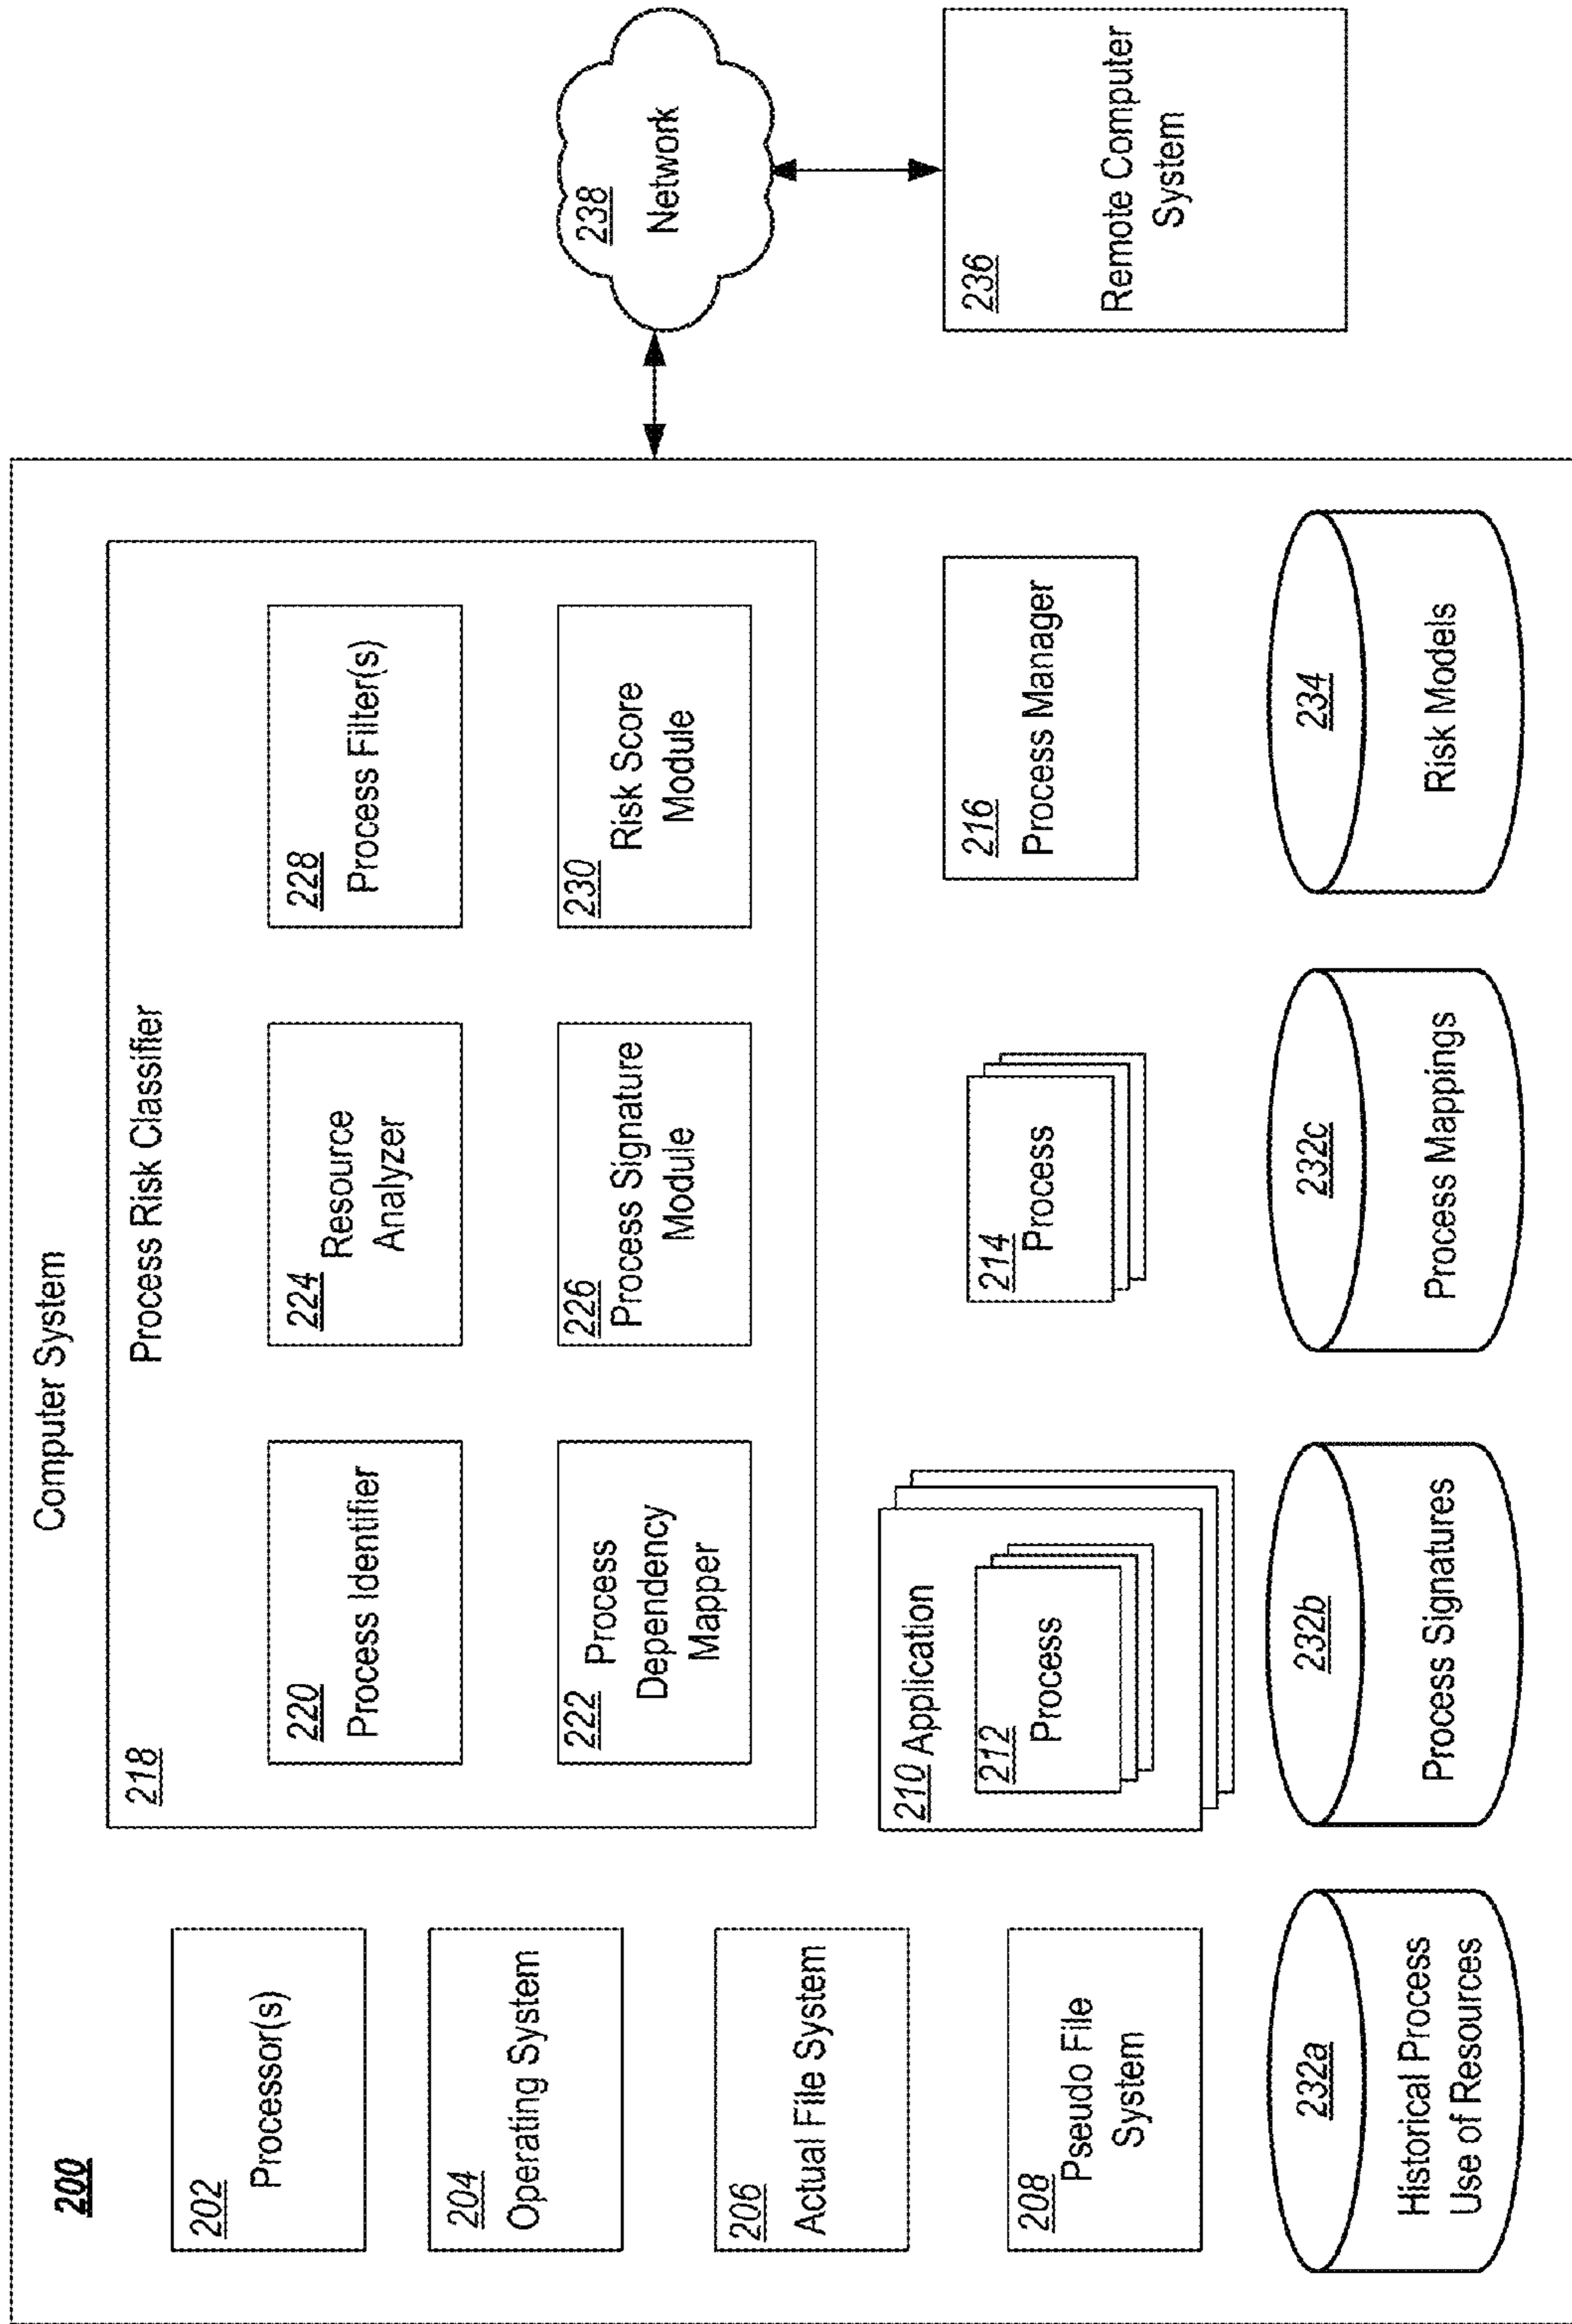 200
Computer System
218
Process Risk Classifier
202
Processor(s)
204
Operating System
206
Actual File System
208
Pseudo File
System
220
Process Identifier
222 Process
Dependency
Mapper
224 Resource
Analyzer
226
Process Signature
Module
228
Process Filter(s)
230 Risk Score
Module
210 Application
212
Process
214 Process
216
Process Manager
232a
Historical Process
Use of Resources
232b
Process Signatures
232c
Process Mappings
234
Risk Models
238
Network
236
Remote Computer
System